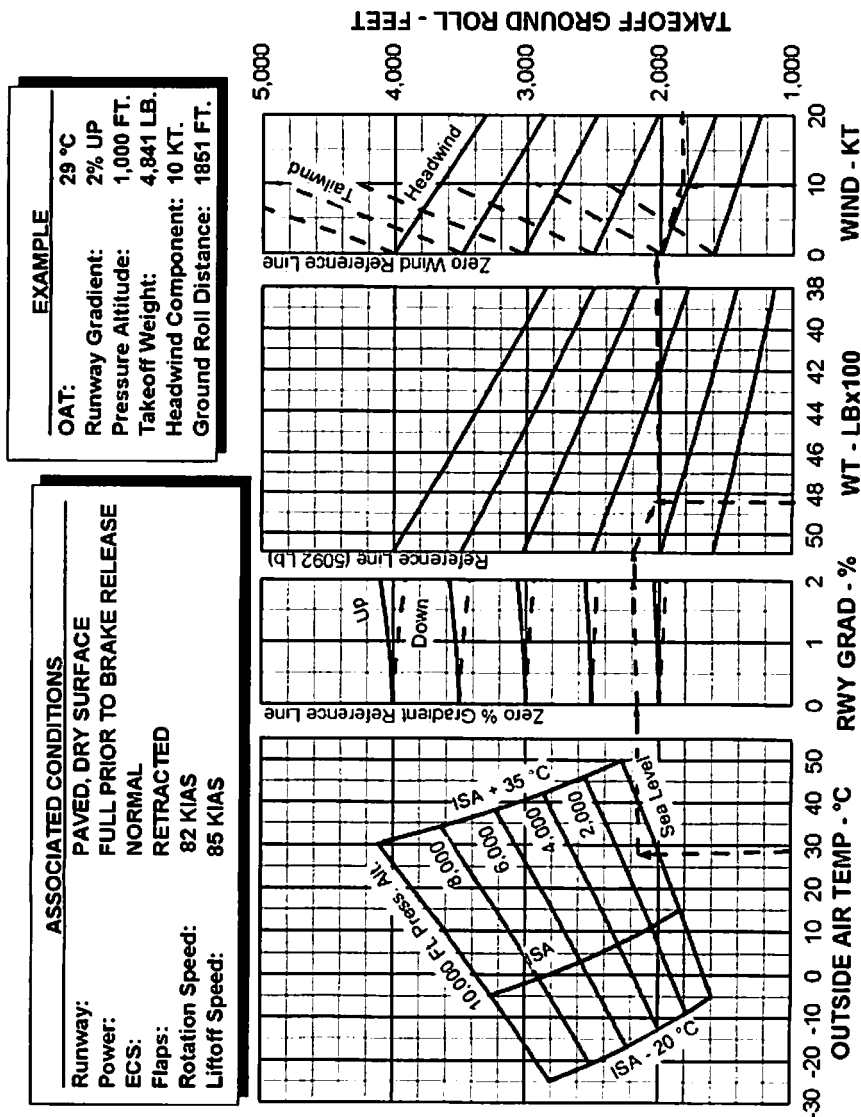 ASSOCIATED CONDITIONS
Runway: PAVED, DRY SURFACE
Power: FULL PRIOR TO BRAKE RELEASE
ECS: NORMAL
Flaps: RETRACTED
Rotation Speed: 82 KIAS
Liftoff Speed: 85 KIAS
EXAMPLE
OAT: 29 °C
Runway Gradient: 2% UP
Pressure Altitude: 1,000 FT.
Takeoff Weight: 4,841 LB.
Headwind Component: 10 KT.
Ground Roll Distance: 1851 FT.
10,000 Ft. Press. Alt.
8,000
6,000
4,000
2,000
Sea Level
ISA + 35 °C
ISA
ISA - 20 °C
-30 -20 -10 0 10 20 30 40 50
OUTSIDE AIR TEMP - °C
Zero % Gradient Reference Line
Up
Down
0 1 2
RWY GRAD - %
Reference Line (5092 Lb)
50 48 46 44 42 40 38
WT - LBx100
Zero Wind Reference Line
Tailwind
Headwind
0 10 20
WIND - KT
5,000
4,000
3,000
2,000
1,000
TAKEOFF GROUND ROLL - FEET